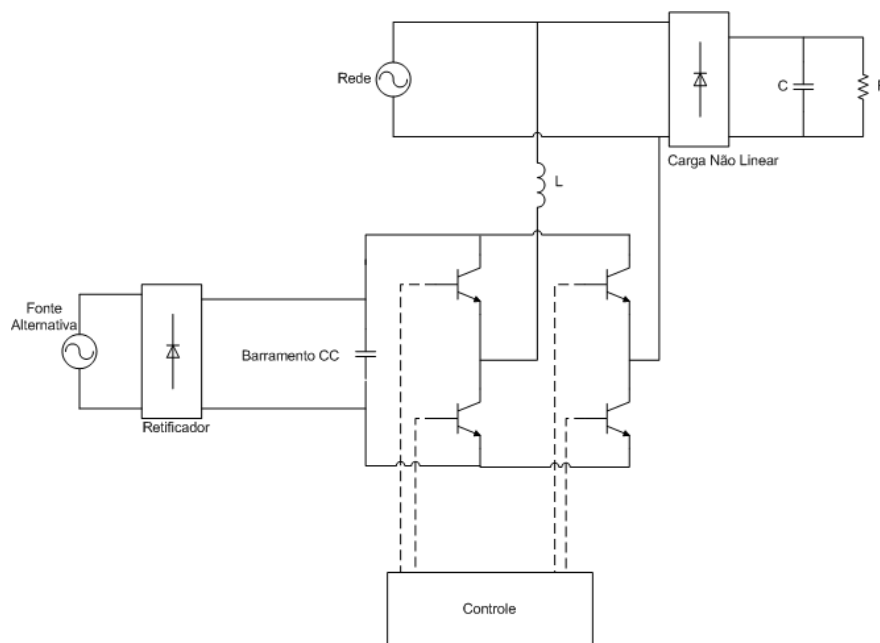 Rede
C
R
Carga Não Linear
L
Fonte
Alternativa
Barramento CC
Retificador
Controle